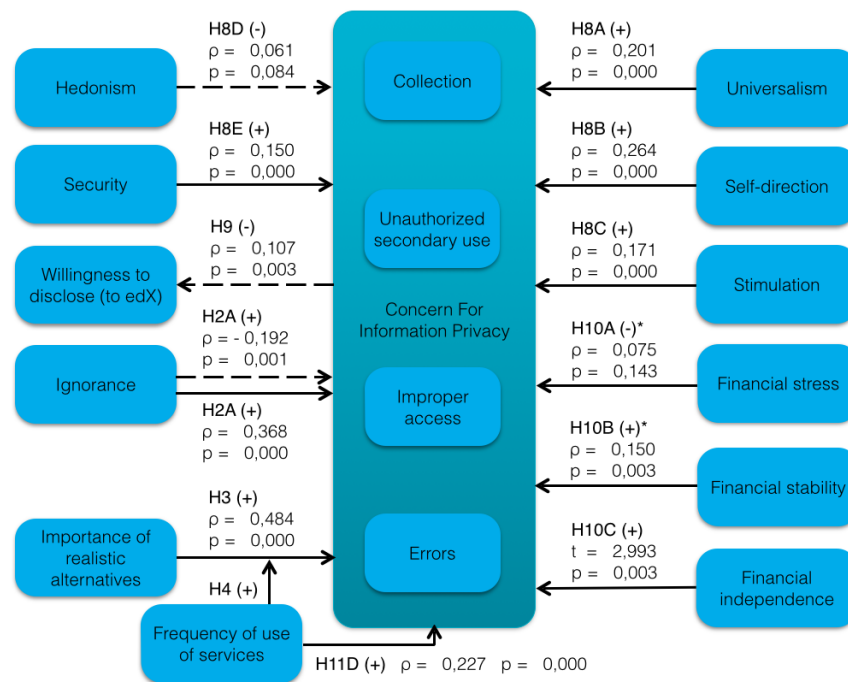 H8D (-)
ρ = 0,061
p = 0,084
Hedonism
H8E (+)
ρ = 0,150
p = 0,000
Security
H9 (-)
ρ = 0,107
p = 0,003
Willingness to
disclose (to edX)
H2A (+)
ρ = - 0,192
p = 0,001
Ignorance
H2A (+)
ρ = 0,368
p = 0,000
H3 (+)
ρ = 0,484
p = 0,000
Importance of
realistic
alternatives
H4 (+)
Frequency of use
of services
H11D (+) ρ = 0,227 p = 0,000
Collection
Unauthorized
secondary use
Concern For
Information Privacy
Improper
access
Errors
H8A (+)
ρ = 0,201
p = 0,000
Universalism
H8B (+)
ρ = 0,264
p = 0,000
Self-direction
H8C (+)
ρ = 0,171
p = 0,000
Stimulation
H10A (-)*
ρ = 0,075
p = 0,143
Financial stress
H10B (+)*
ρ = 0,150
p = 0,003
Financial stability
H10C (+)
t = 2,993
p = 0,003
Financial
independence